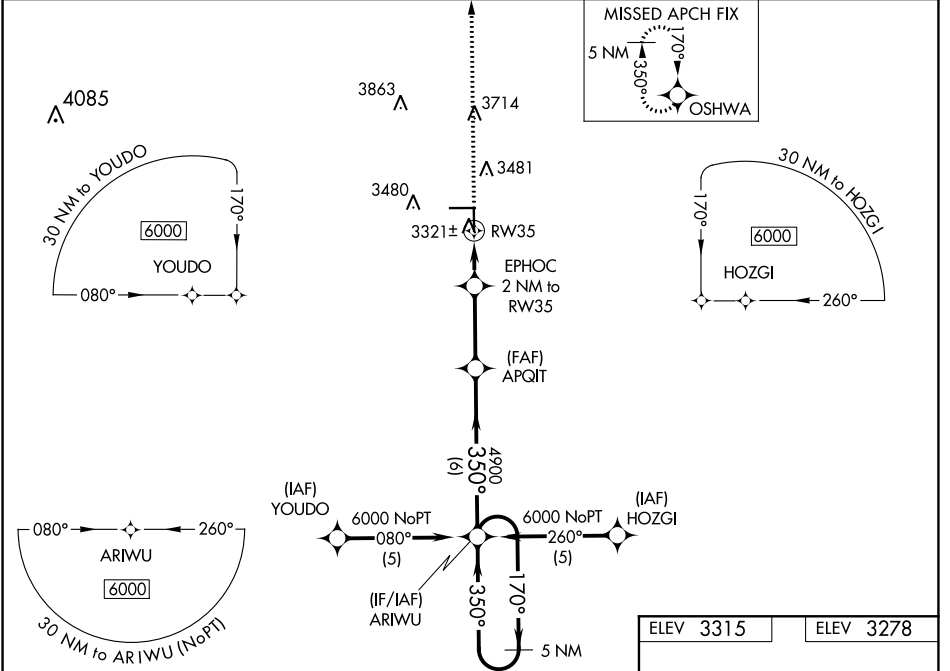 MISSED APCH FIX
5 NM
350°
170°
OSHWA
4085
3863
3714
3481
3480
3321±
RW35
30 NM to YOUDO
170°
6000
YOUDO
080°
EPHOC
2 NM to
RW35
30 NM to HOZGI
170°
6000
HOZGI
260°
(FAF)
APQIT
4900
350°
(6)
(IAF)
YOUDO
6000 NoPT
080°
(5)
6000 NoPT
260°
(5)
(IAF)
HOZGI
080°
260°
ARIWU
6000
30 NM to ARIWU (NoPT)
(IF/IAF)
ARIWU
350°
170°
5 NM
ELEV 3315
ELEV 3278